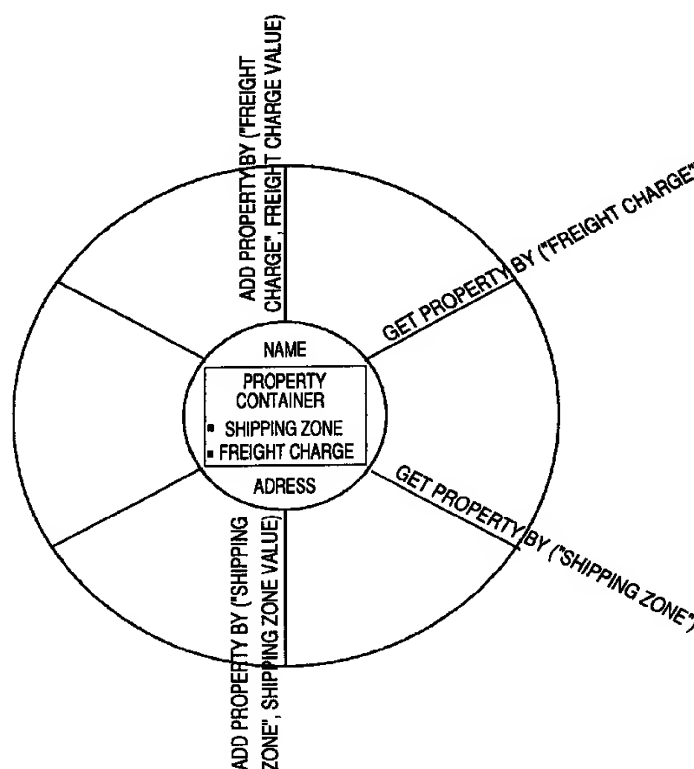 ADD PROPERTY BY ("FREIGHT
CHARGE", FREIGHT CHARGE VALUE)
GET PROPERTY BY ("FREIGHT CHARGE"
NAME
PROPERTY
CONTAINER
▪ SHIPPING ZONE
▪ FREIGHT CHARGE
ADRESS
GET PROPERTY BY ("SHIPPING ZONE")
ADD PROPERTY BY ("SHIPPING
ZONE", SHIPPING ZONE VALUE)